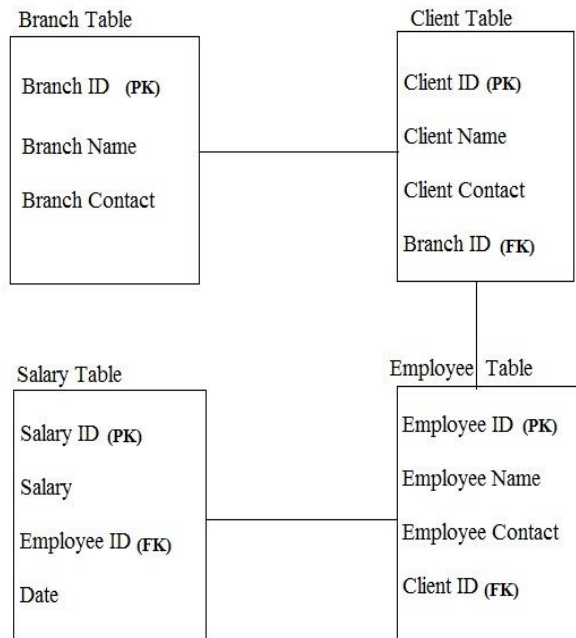 Branch Table
Branch ID (PK)
Branch Name
Branch Contact
Client Table
Client ID (PK)
Client Name
Client Contact
Branch ID (FK)
Salary Table
Salary ID (PK)
Salary
Employee ID (FK)
Date
Employee Table
Employee ID (PK)
Employee Name
Employee Contact
Client ID (FK)